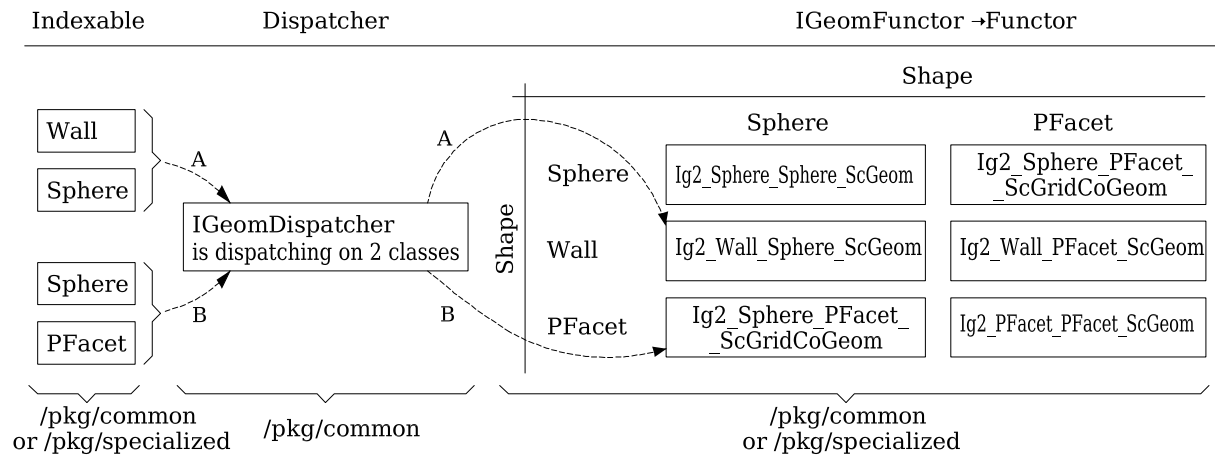 Indexable Dispatcher IGeomFunctor →Functor
Shape
Sphere PFacet
Wall
Sphere
A
IGeomDispatcher
is dispatching on 2 classes
Sphere
PFacet
B
A
B
Shape
Sphere
Ig2_Sphere_Sphere_ScGeom
Ig2_Sphere_PFacet_
_ScGridCoGeom
Wall
Ig2_Wall_Sphere_ScGeom
Ig2_Wall_PFacet_ScGeom
PFacet
Ig2_Sphere_PFacet_
_ScGridCoGeom
Ig2_PFacet_PFacet_ScGeom
/pkg/common
or /pkg/specialized
/pkg/common
/pkg/common
or /pkg/specialized